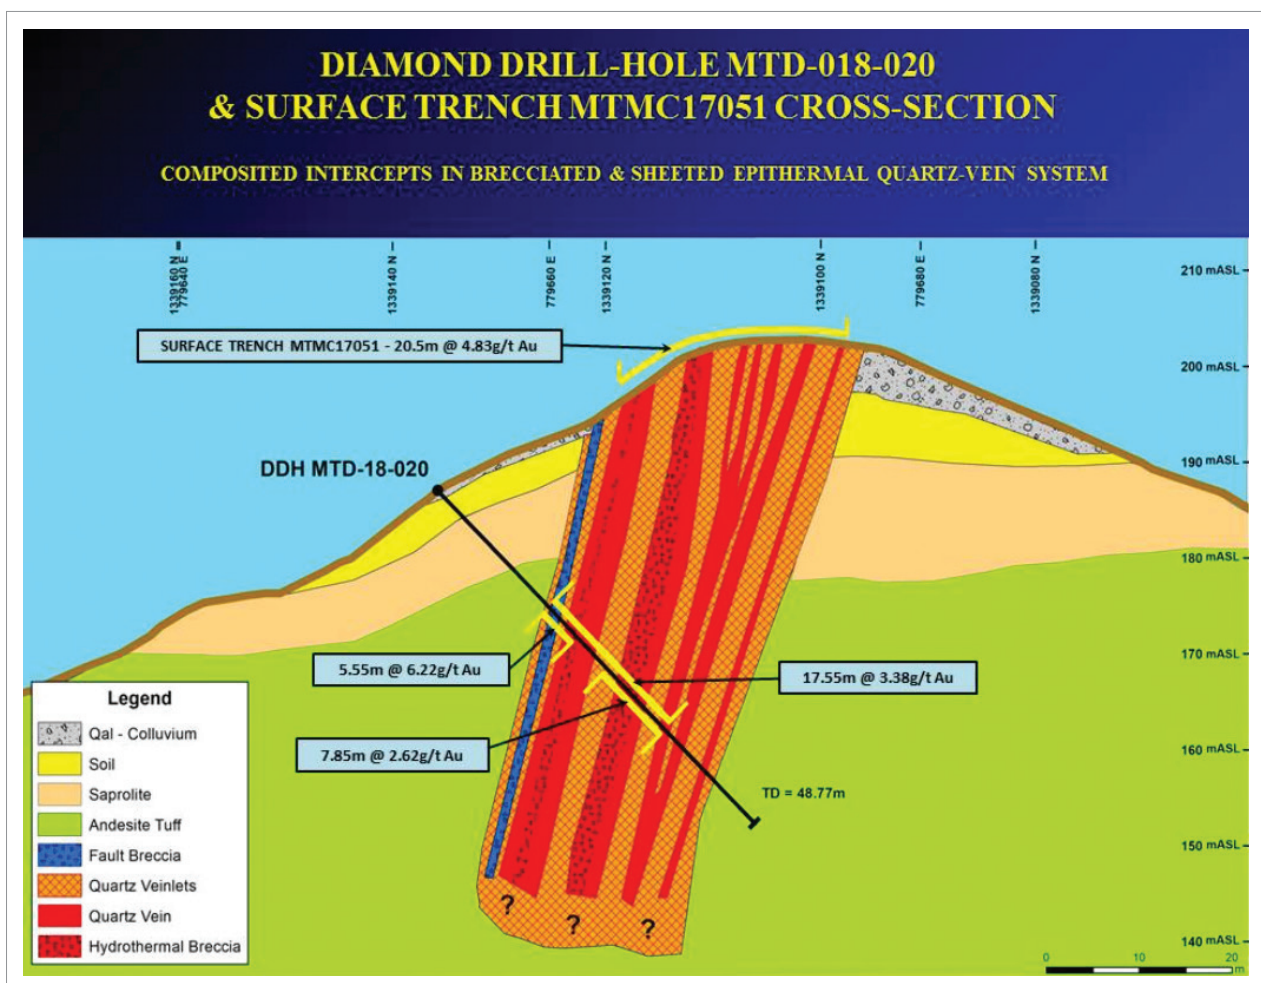 DIAMOND DRILL-HOLE MTD-018-020
& SURFACE TRENCH MTMC17051 CROSS-SECTION
COMPOSITED INTERCEPTS IN BRECCIATED & SHEETED EPITHERMAL QUARTZ-VEIN SYSTEM
1339160 N
779640 E
1339140 N
779660 E
1339120 N
1339100 N
779680 E
1339080 N
210 mASL
SURFACE TRENCH MTMC17051 - 20.5m @ 4.83g/t Au
200 mASL
DDH MTD-18-020
190 mASL
180 mASL
5.55m @ 6.22g/t Au
170 mASL
17.55m @ 3.38g/t Au
7.85m @ 2.62g/t Au
160 mASL
TD = 48.77m
150 mASL
? ? ?
140 mASL
Legend
Qal - Colluvium
Soil
Saprolite
Andesite Tuff
Fault Breccia
Quartz Veinlets
Quartz Vein
Hydrothermal Breccia
0 10 20
m